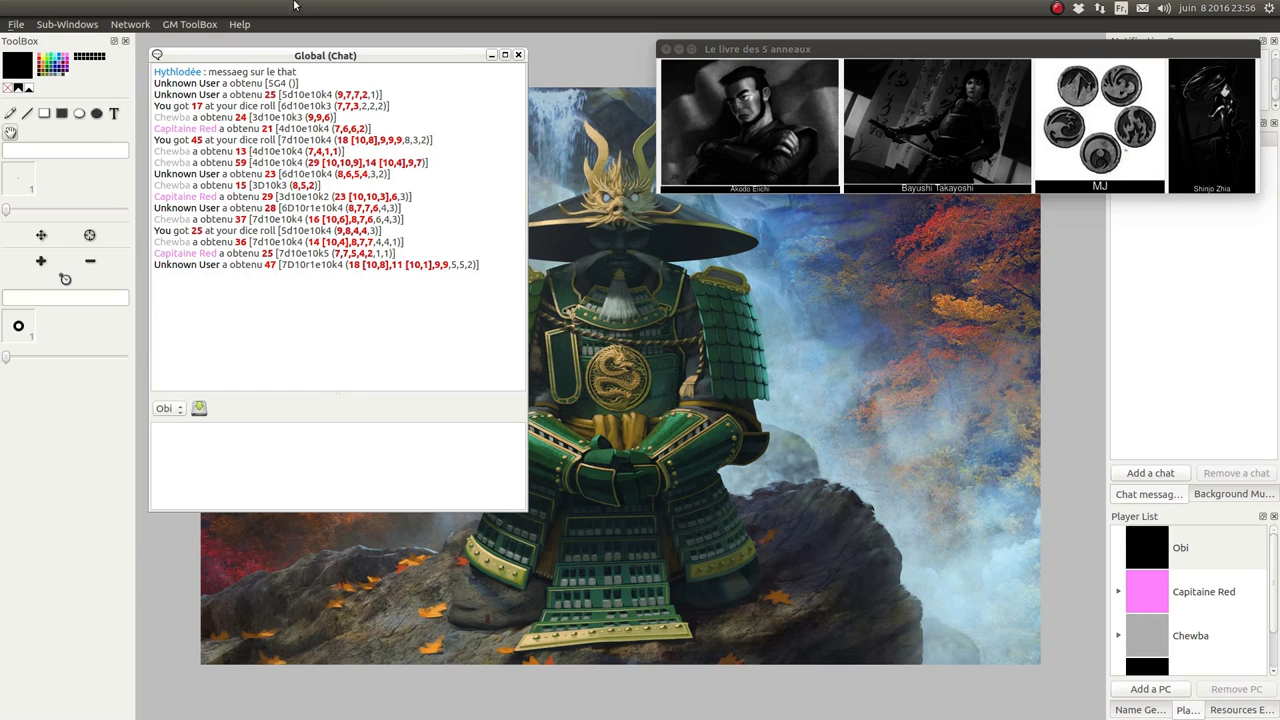 Fr
juin 8 2016 23:56
File Sub-Windows Network GM ToolBox Help
ToolBox
T
1
1
Global (Chat)
Hythlodée : messaeg sur le that
Unknown User a obtenu [5G4 ()]
Unknown User a obtenu 25 [5d10e10k4 (9,7,7,2,1)]
You got 17 at your dice roll [6d10e10k3 (7,7,3,2,2,2)]
Chewba a obtenu 24 [3d10e10k3 (9,9,6)]
Capitaine Red a obtenu 21 [4d10e10k4 (7,6,6,2)]
You got 45 at your dice roll [7d10e10k4 (18 [10,8],9,9,9,8,3,2)]
Chewba a obtenu 13 [4d10e10k4 (7,4,1,1)]
Chewba a obtenu 59 [4d10e10k4 (29 [10,10,9],14 [10,4],9,7)]
Unknown User a obtenu 23 [6d10e10k4 (8,6,5,4,3,2)]
Chewba a obtenu 15 [3D10k3 (8,5,2)]
Capitaine Red a obtenu 29 [3d10e10k2 (23 [10,10,3],6,3)]
Unknown User a obtenu 28 [6D10r1e10k4 (8,7,7,6,4,3)]
Chewba a obtenu 37 [7d10e10k4 (16 [10,6],8,7,6,6,4,3)]
You got 25 at your dice roll [5d10e10k4 (9,8,4,4,3)]
Chewba a obtenu 36 [7d10e10k4 (14 [10,4],8,7,7,4,4,1)]
Capitaine Red a obtenu 25 [7d10e10k5 (7,7,5,4,2,1,1)]
Unknown User a obtenu 47 [7D10r1e10k4 (18 [10,8],11 [10,1],9,9,5,5,2)]
Obi
Le livre des 5 anneaux
Akodo Eiichi
Bayushi Takayoshi
MJ
Shinjo Zhia
Add a chat Remove a chat
Chat messag... Background Mu...
Player List
Obi
Capitaine Red
Chewba
Add a PC Remove PC
Name Ge... Pla... Resources E...